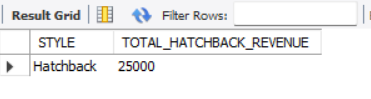 Result Grid Filter Rows:
STYLE TOTAL_HATCHBACK_REVENUE
Hatchback 25000